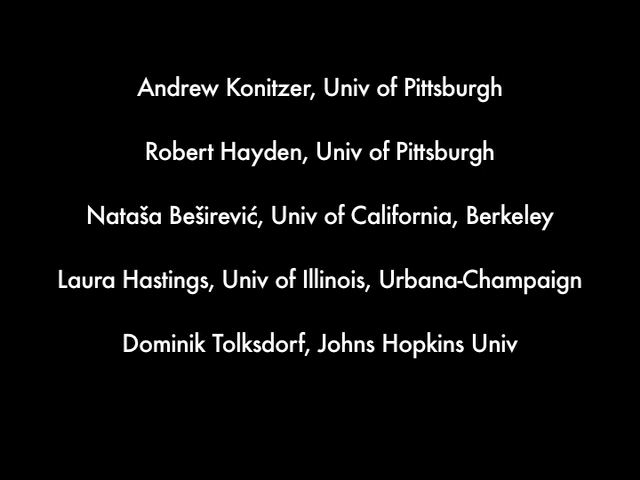 Andrew Konitzer, Univ of Pittsburgh
Robert Hayden, Univ of Pittsburgh
Nataša Beširević, Univ of California, Berkeley
Laura Hastings, Univ of Illinois, Urbana-Champaign
Dominik Tolksdorf, Johns Hopkins Univ